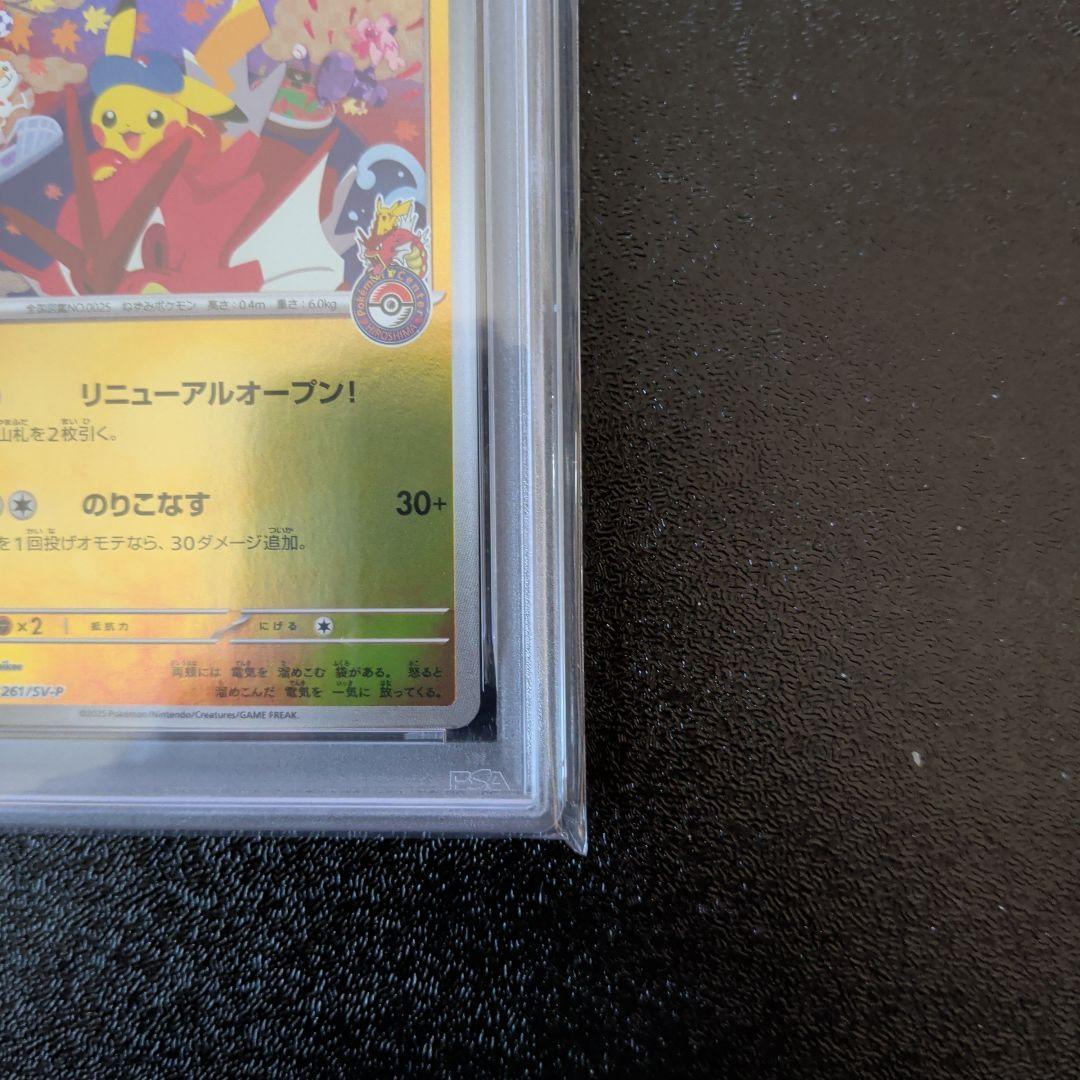 全国図鑑NO.0025 ねずみポケモン 高さ:0.4m 重さ:6.0kg
Pokémon Center
HIROSHIMA
リニューアルオープン!
山札を2枚引く。
のりこなす 30+
を1回投げオモテなら、30ダメージ追加。
×2 抵抗力 にげる
両頬には 電気を 溜めこむ 袋がある。 怒ると
261/SV-P 溜めこんだ 電気を 一気に 放ってくる。
©2025 Pokémon/Nintendo/Creatures/GAME FREAK.
PSA